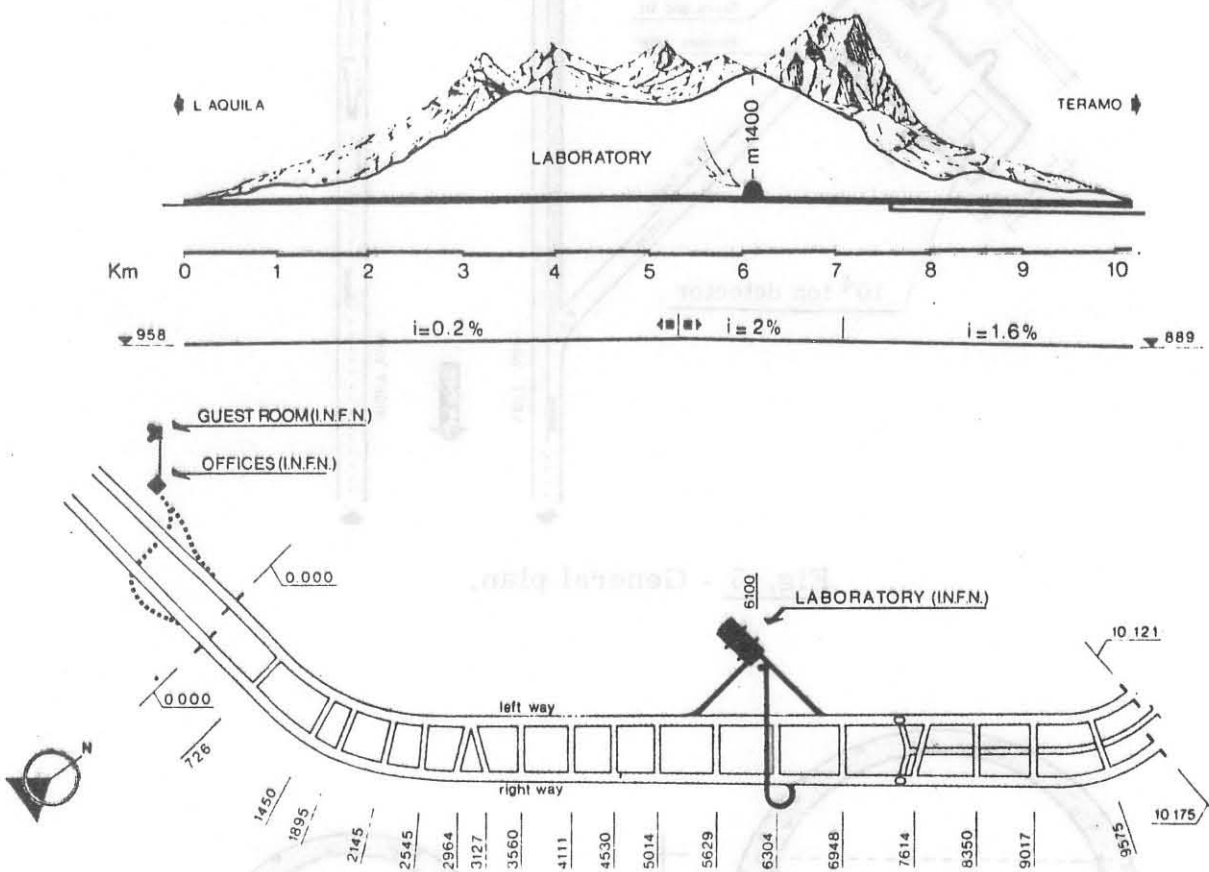 L AQUILA
TERAMO
m 1400
LABORATORY
Km 0 1 2 3 4 5 6 7 8 9 10
958 i=0.2% i=2% i=1.6% 889
GUEST ROOM (I.N.F.N.)
OFFICES (I.N.F.N.)
0.000
6100
LABORATORY (I.N.F.N.)
10 121
0 000
left way
right way
N
726
1450
1895
2145
2545
2964
3127
3560
4111
4530
5014
5629
6304
6948
7614
8350
9017
9575
10 175
10³ ton detector
Fig. 5 - General plan.